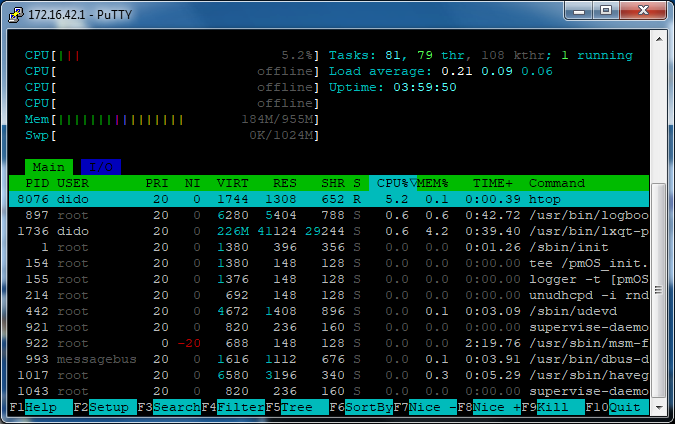 172.16.42.1 - PuTTY
CPU[||| 5.2%] Tasks: 81, 79 thr, 108 kthr; 1 running
CPU[ offline] Load average: 0.21 0.09 0.06
CPU[ offline] Uptime: 03:59:50
CPU[ offline]
Mem[|||||||||||||||| 184M/955M]
Swp[ 0K/1024M]
Main I/O
PID USER PRI NI VIRT RES SHR S CPU%▽MEM% TIME+ Command
8076 dido 20 0 1744 1308 652 R 5.2 0.1 0:00.39 htop
897 root 20 0 6280 5404 788 S 0.6 0.6 0:42.72 /usr/bin/logboo
1736 dido 20 0 226M 41124 29244 S 0.6 4.2 0:39.40 /usr/bin/lxqt-p
1 root 20 0 1380 396 356 S 0.0 0.0 0:01.26 /sbin/init
154 root 20 0 1380 148 128 S 0.0 0.0 0:00.00 tee /pmOS_init.
155 root 20 0 1376 148 128 S 0.0 0.0 0:00.00 logger -t [pmOS
214 root 20 0 692 148 128 S 0.0 0.0 0:00.00 unudhcpd -i rnd
442 root 20 0 4672 1408 896 S 0.0 0.1 0:03.09 /sbin/udevd
921 root 20 0 820 236 160 S 0.0 0.0 0:00.00 supervise-daemo
922 root 0 -20 688 148 128 S 0.0 0.0 2:19.76 /usr/sbin/msm-f
993 messagebus 20 0 1616 1112 676 S 0.0 0.1 0:03.91 /usr/bin/dbus-d
1017 root 20 0 6580 3196 340 S 0.0 0.3 0:05.29 /usr/sbin/haveg
1043 root 20 0 820 236 160 S 0.0 0.0 0:00.00 supervise-daemo
F1Help F2Setup F3SearchF4FilterF5Tree F6SortByF7Nice -F8Nice +F9Kill F10Quit